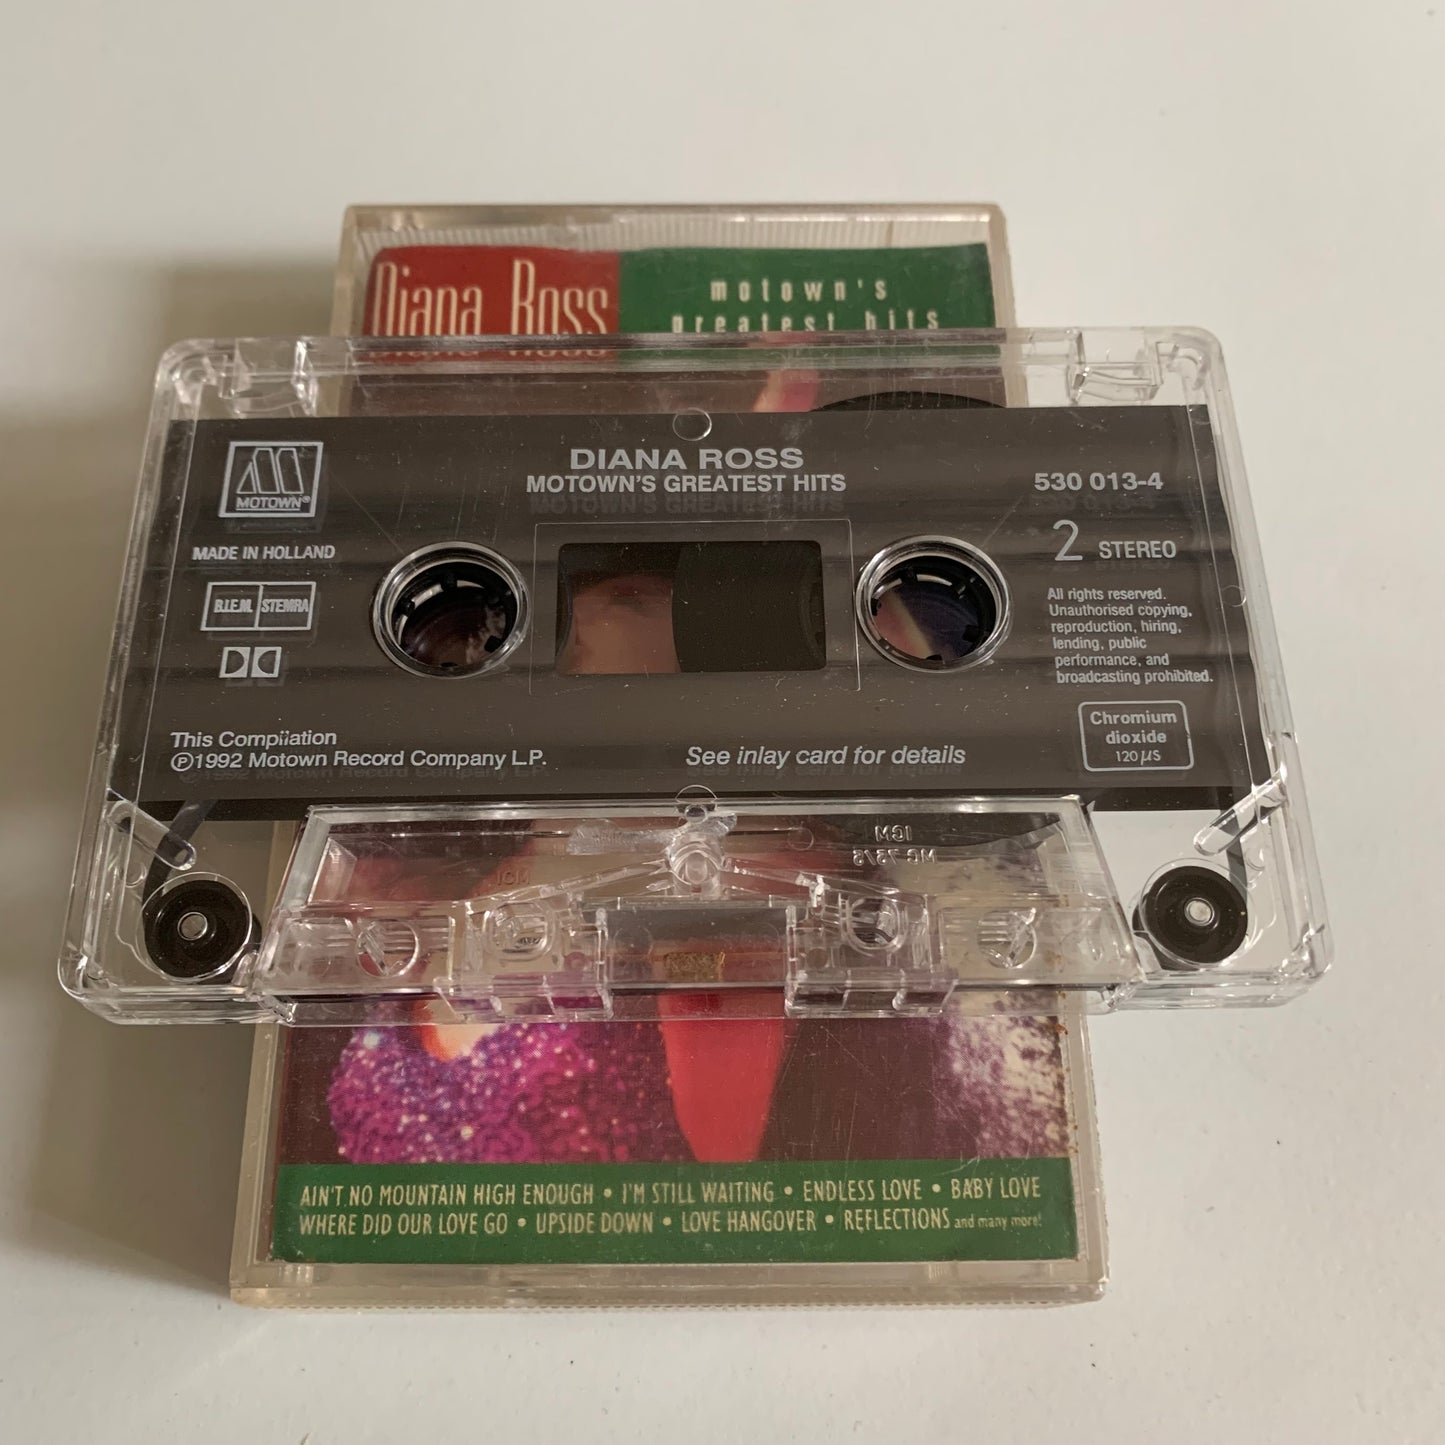 Diana Ross
motown's
greatest hits
MOTOWN®
DIANA ROSS
MOTOWN'S GREATEST HITS
530 013-4
MADE IN HOLLAND
2 STEREO
B.I.E.M. STEMRA
All rights reserved.
Unauthorised copying,
reproduction, hiring,
lending, public
performance, and
broadcasting prohibited.
This Compilation
℗1992 Motown Record Company L.P.
See inlay card for details
Chromium
dioxide
120 µs
ICM
ICM
AIN'T NO MOUNTAIN HIGH ENOUGH • I'M STILL WAITING • ENDLESS LOVE • BABY LOVE
WHERE DID OUR LOVE GO • UPSIDE DOWN • LOVE HANGOVER • REFLECTIONS and many more!